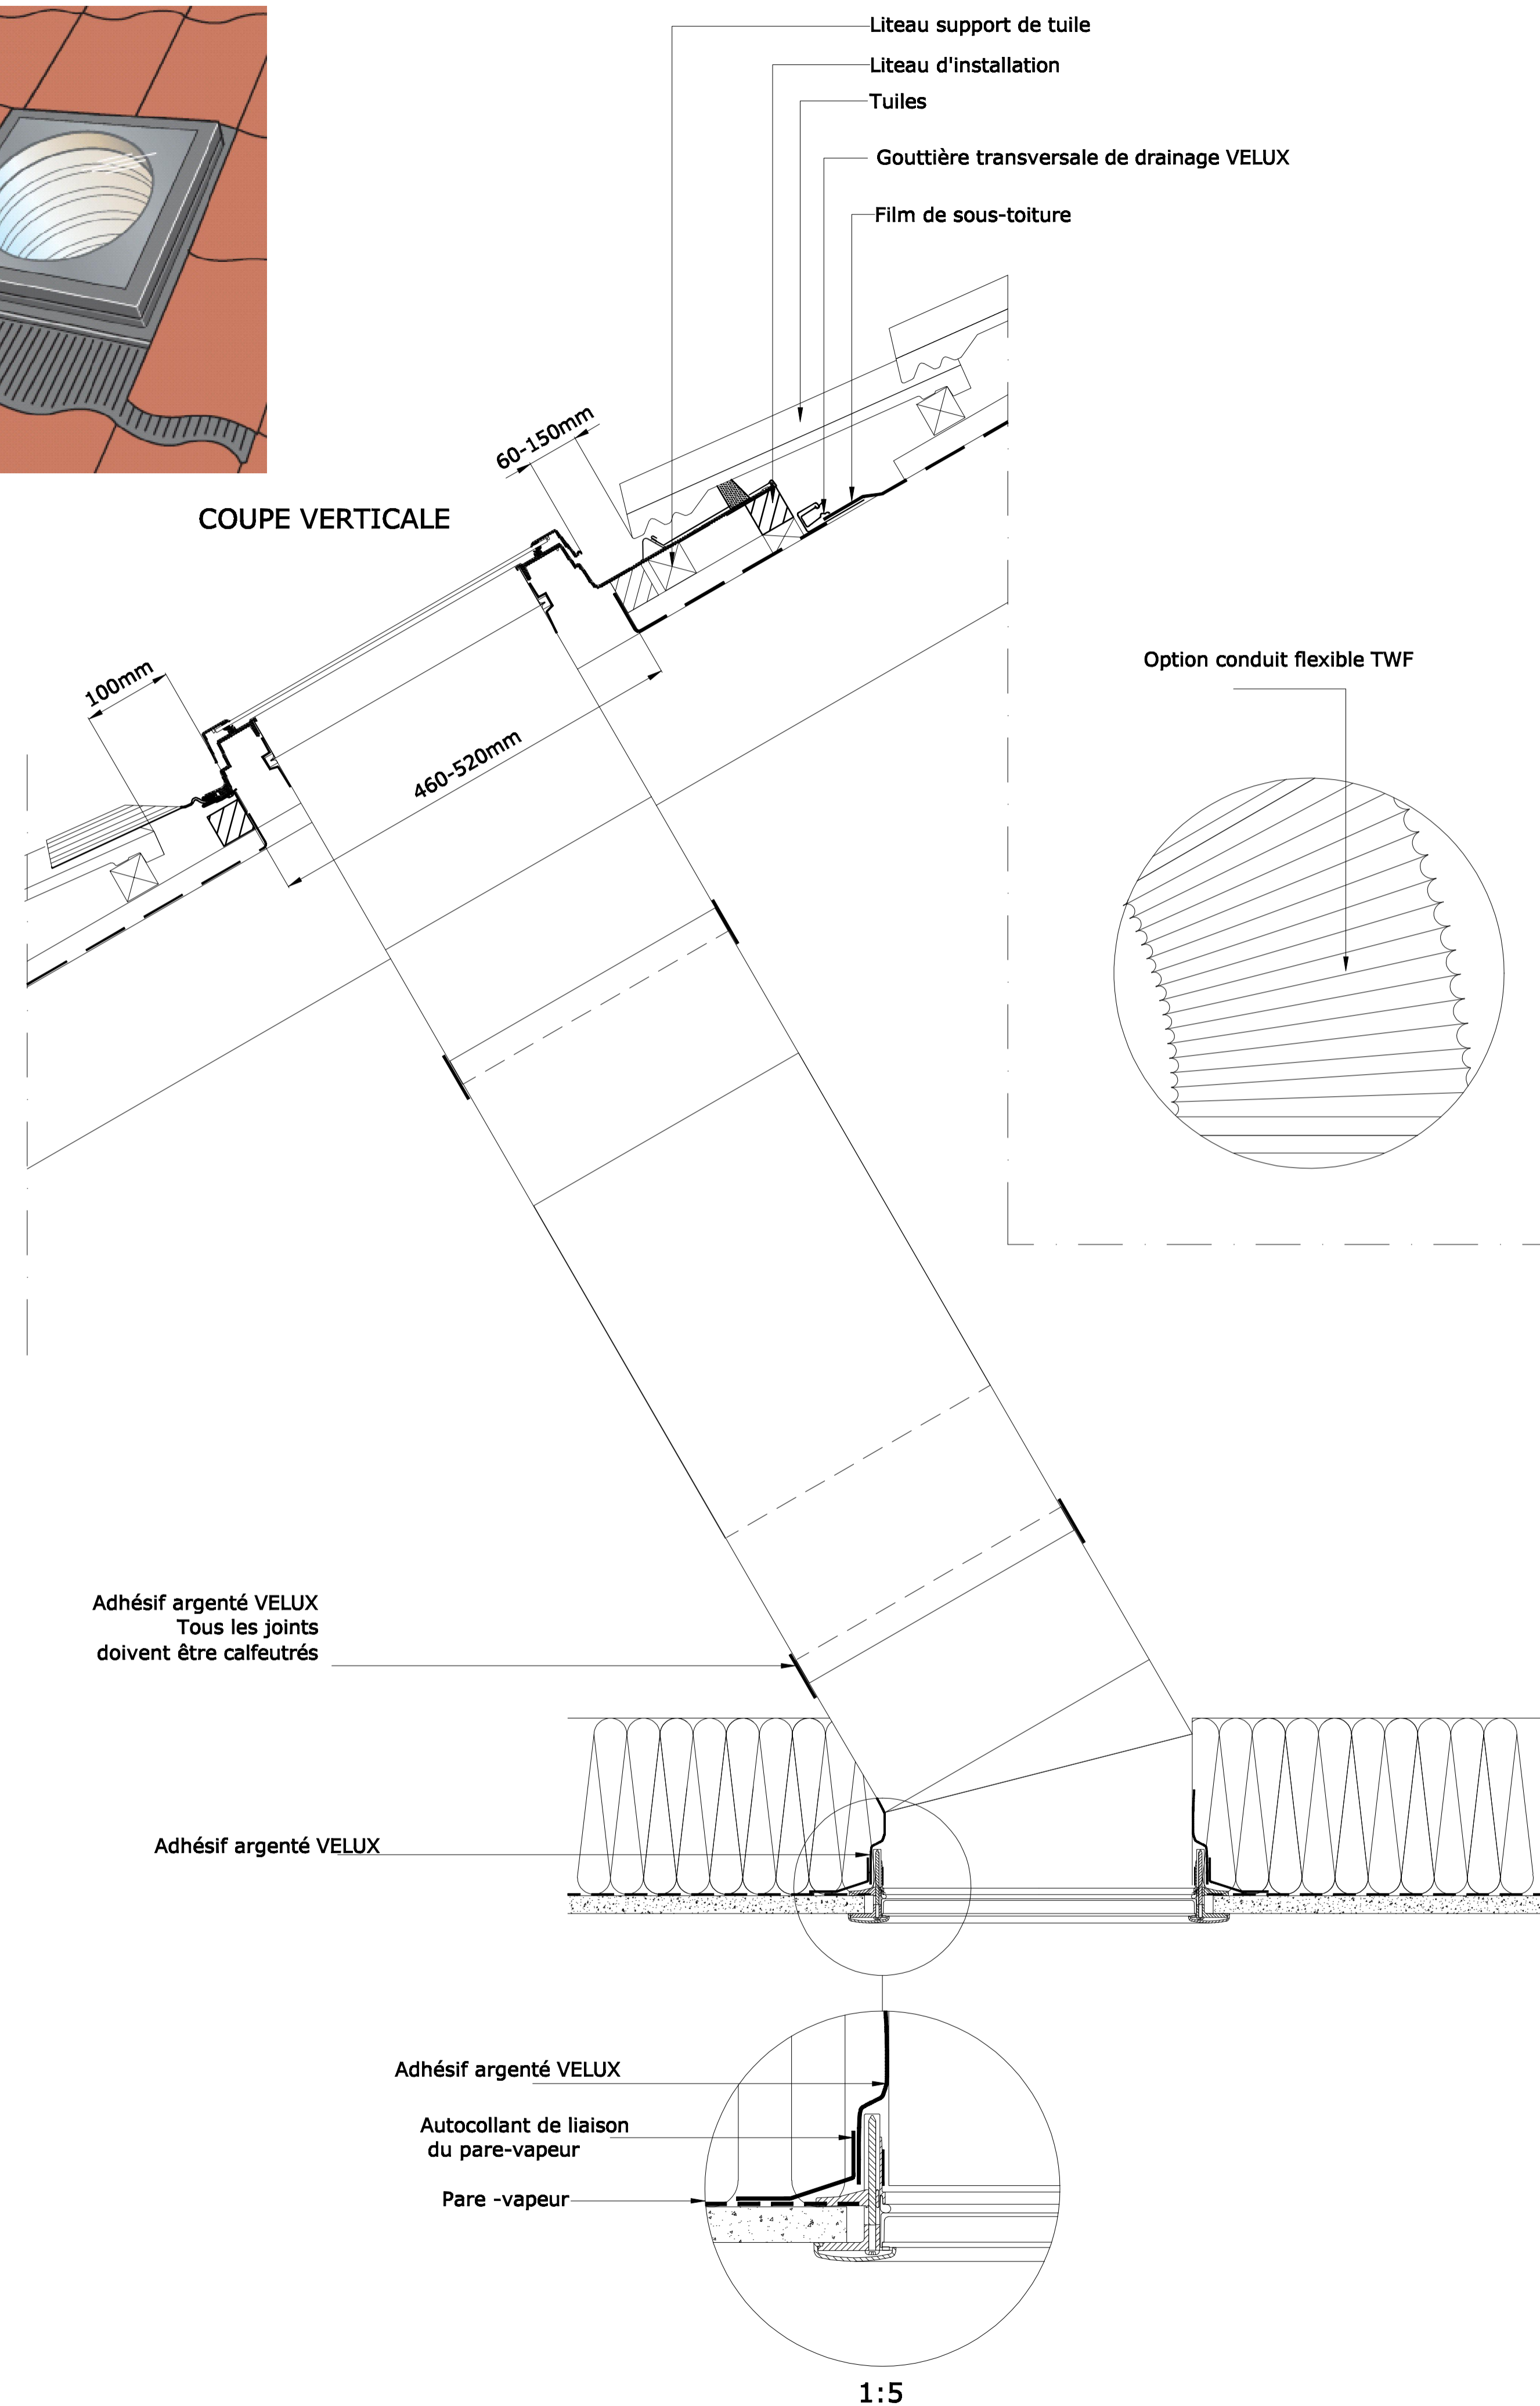 Liteau support de tuile
Liteau d'installation
Tuiles
Gouttière transversale de drainage VELUX
Film de sous-toiture
60-150mm
COUPE VERTICALE
100mm
460-520mm
Option conduit flexible TWF
Adhésif argenté VELUX
Tous les joints
doivent être calfeutrés
Adhésif argenté VELUX
Adhésif argenté VELUX
Autocollant de liaison
du pare-vapeur
Pare -vapeur
1:5